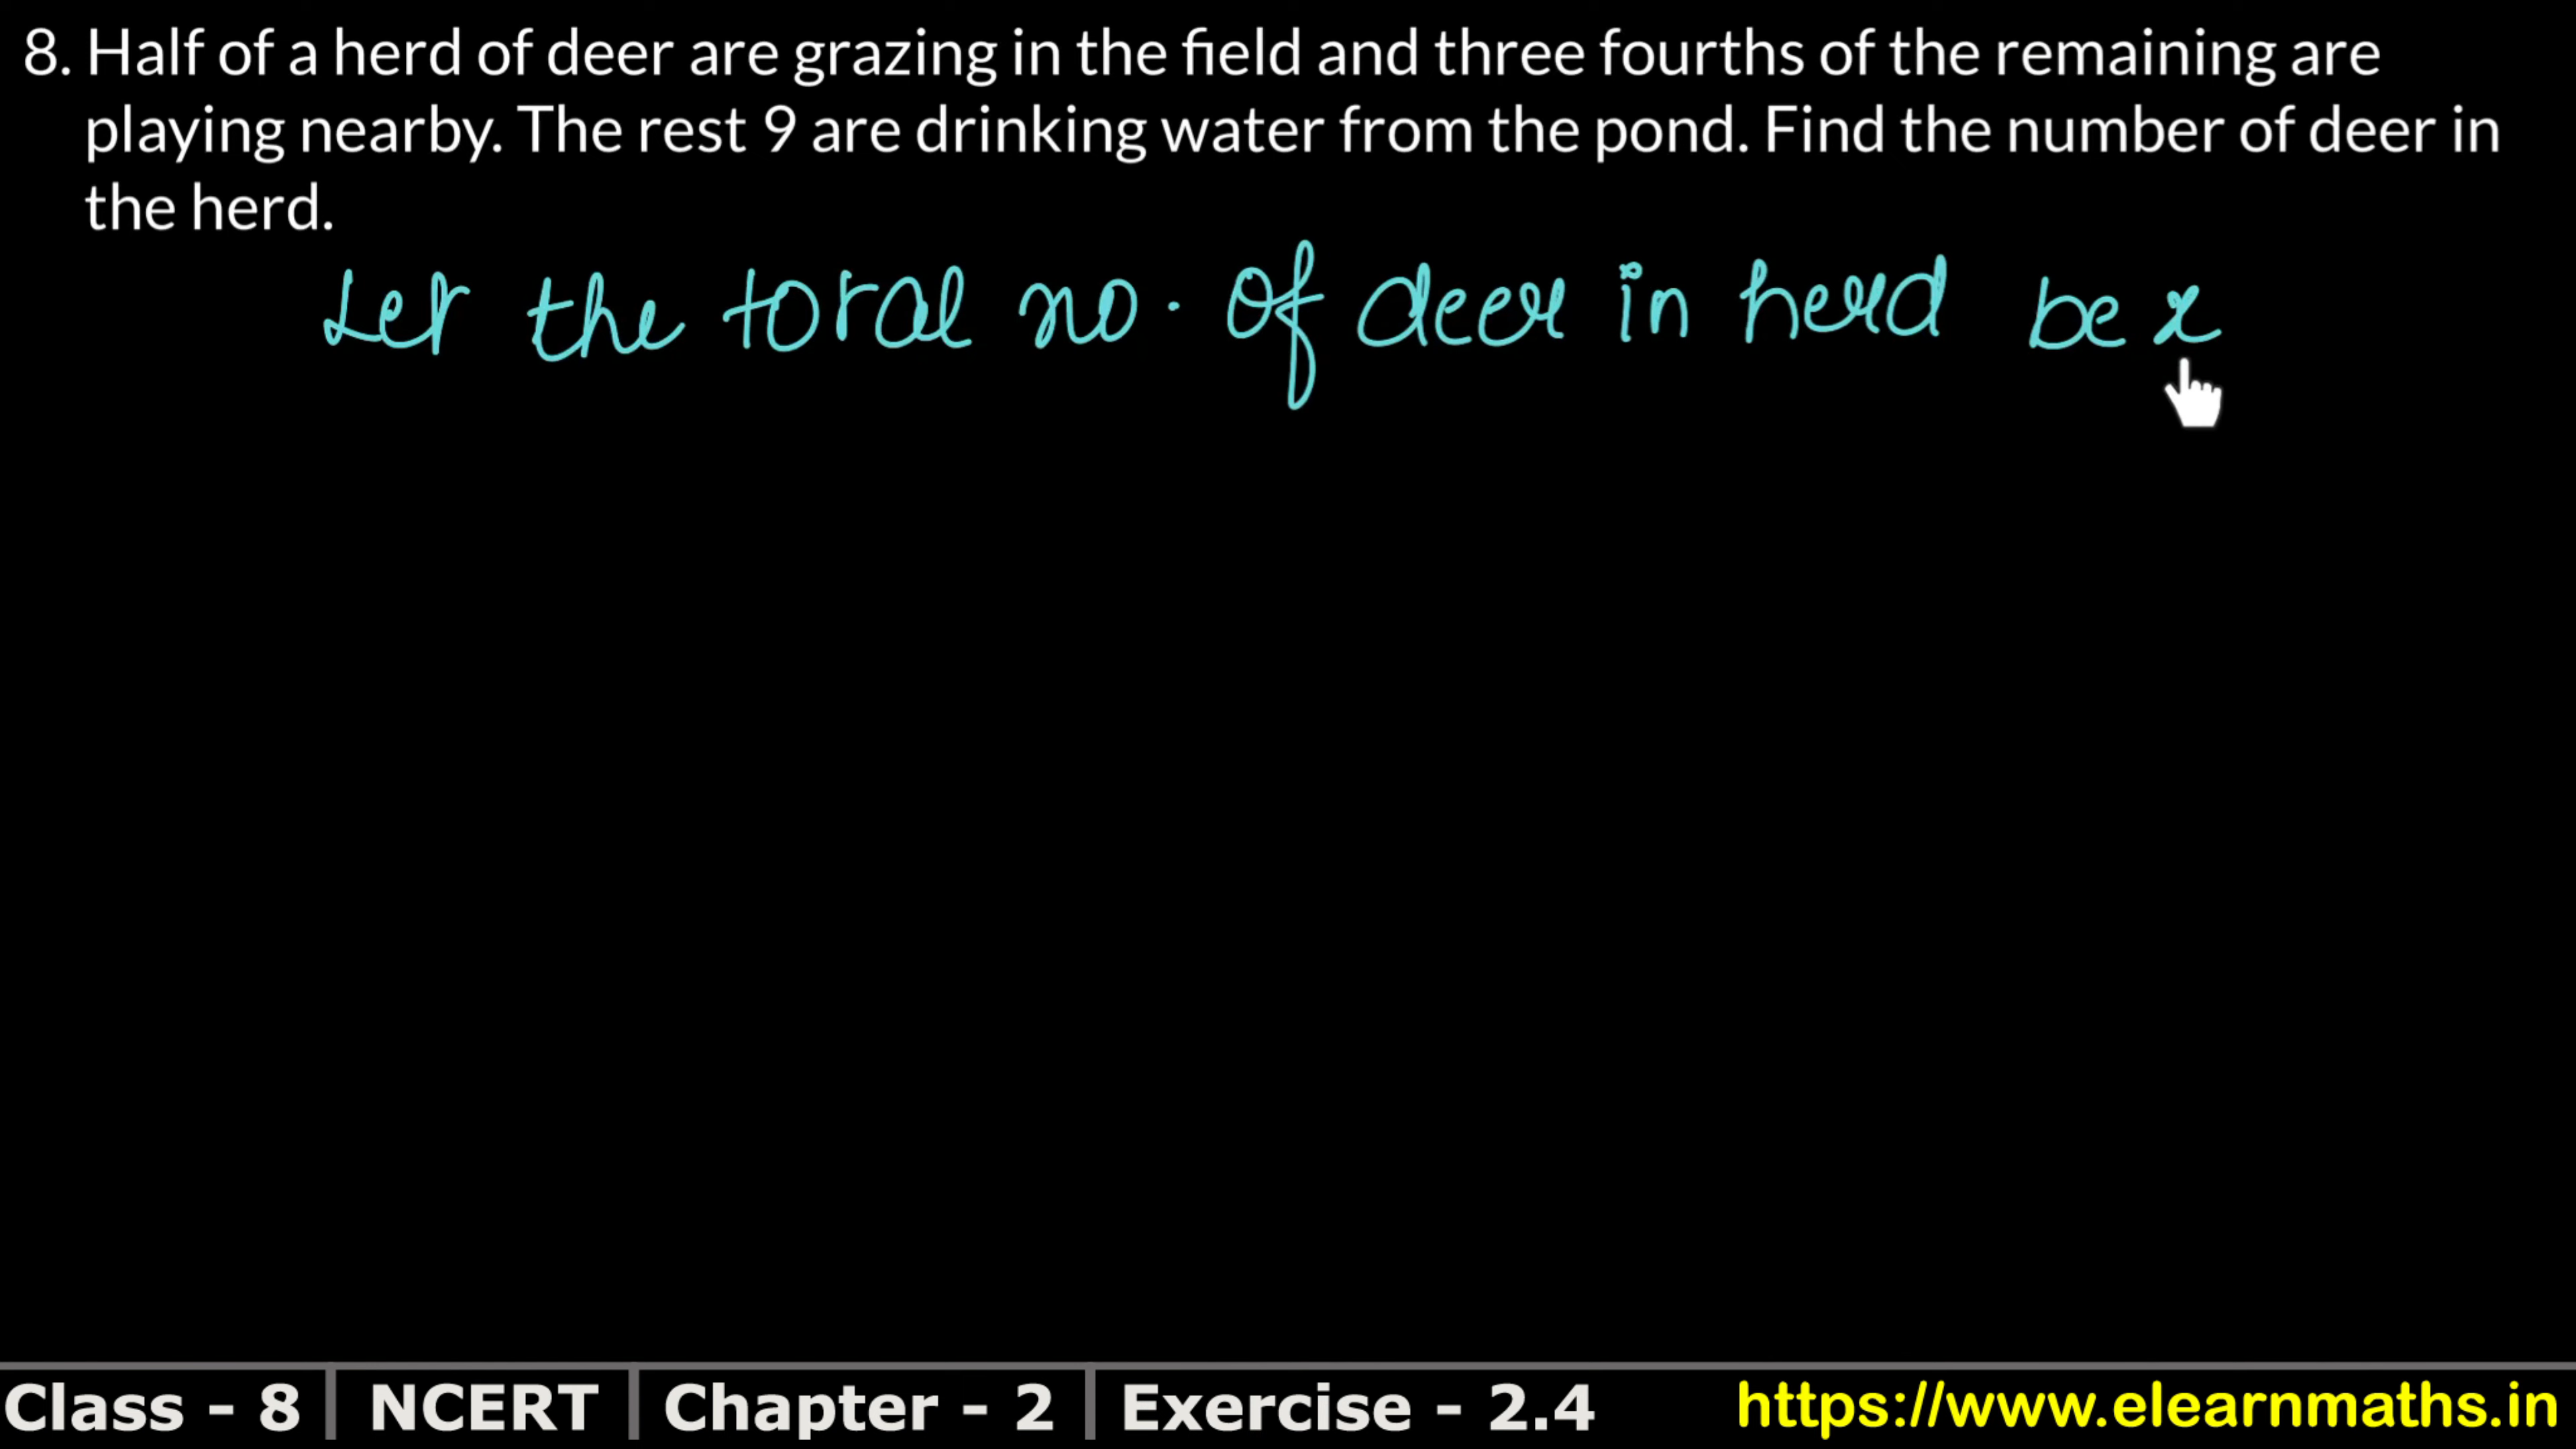 8. Half of a herd of deer are grazing in the field and three fourths of the remaining are
playing nearby. The rest 9 are drinking water from the pond. Find the number of deer in
the herd.
Let the total no. of deer in herd be x
Class - 8 | NCERT | Chapter - 2 | Exercise - 2.4 https://www.elearnmaths.in